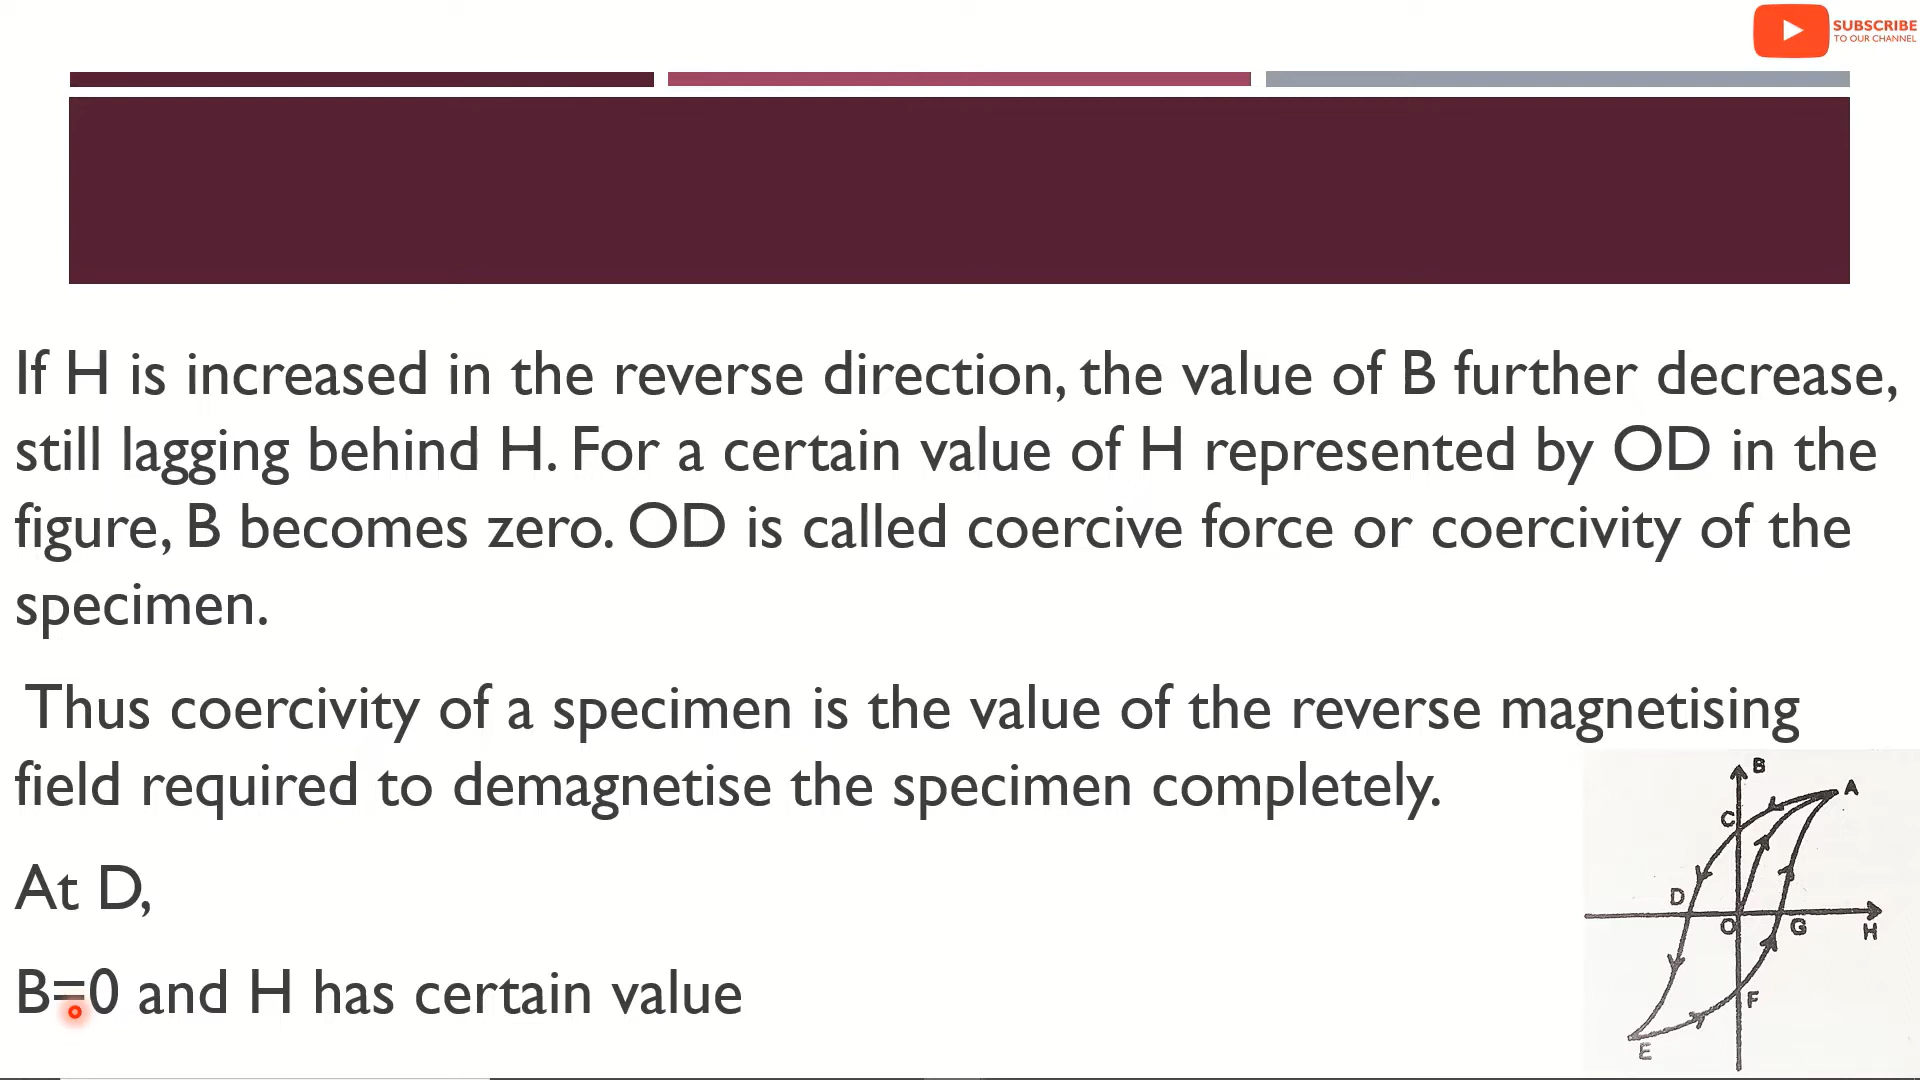 SUBSCRIBE
TO OUR CHANNEL
If H is increased in the reverse direction, the value of B further decrease,
still lagging behind H. For a certain value of H represented by OD in the
figure, B becomes zero. OD is called coercive force or coercivity of the
specimen.
Thus coercivity of a specimen is the value of the reverse magnetising
field required to demagnetise the specimen completely.
At D,
B=0 and H has certain value
B
A
C
D
O
G
H
F
E